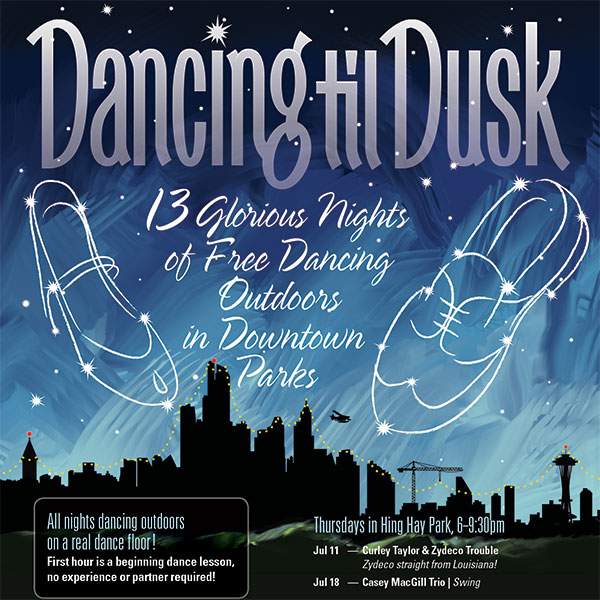 Dancing til Dusk
13 Glorious Nights
of Free Dancing
Outdoors
in Downtown
Parks
All nights dancing outdoors
on a real dance floor!
First hour is a beginning dance lesson,
no experience or partner required!
Thursdays in Hing Hay Park, 6–9:30pm
Jul 11 — Curley Taylor & Zydeco Trouble
Zydeco straight from Louisiana!
Jul 18 — Casey MacGill Trio | Swing